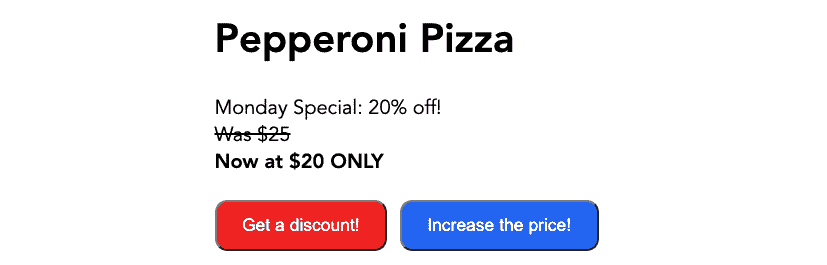 Pepperoni Pizza
Monday Special: 20% off!
Was $25
Now at $20 ONLY
Get a discount! Increase the price!